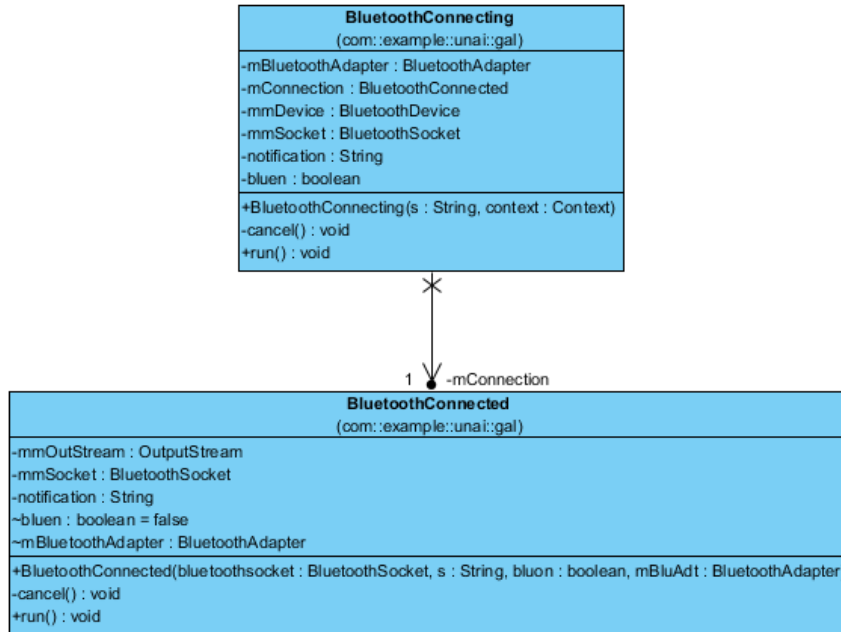 BluetoothConnecting
(com::example::unai::gal)
-mBluetoothAdapter : BluetoothAdapter
-mConnection : BluetoothConnected
-mmDevice : BluetoothDevice
-mmSocket : BluetoothSocket
-notification : String
-bluen : boolean
+BluetoothConnecting(s : String, context : Context)
-cancel() : void
+run() : void
1 -mConnection
BluetoothConnected
(com::example::unai::gal)
-mmOutStream : OutputStream
-mmSocket : BluetoothSocket
-notification : String
~bluen : boolean = false
~mBluetoothAdapter : BluetoothAdapter
+BluetoothConnected(bluetoothsocket : BluetoothSocket, s : String, bluon : boolean, mBluAdt : BluetoothAdapter
-cancel() : void
+run() : void